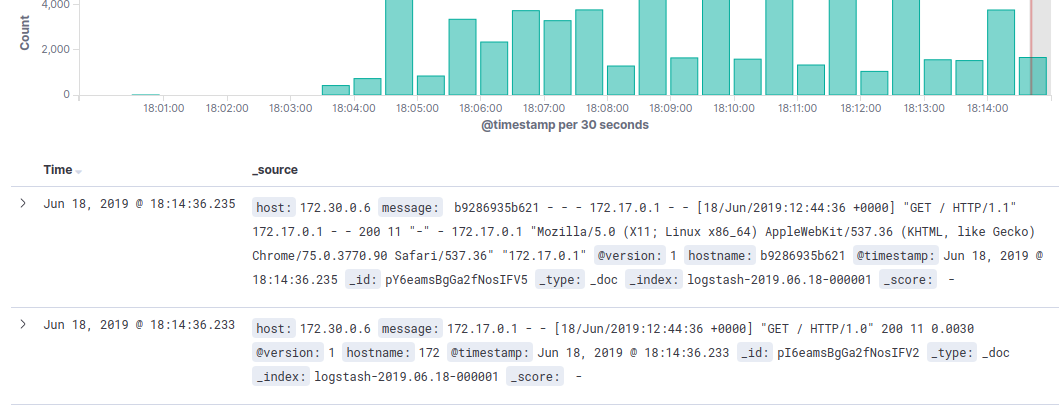 4,000
2,000
0
Count
18:01:00 18:02:00 18:03:00 18:04:00 18:05:00 18:06:00 18:07:00 18:08:00 18:09:00 18:10:00 18:11:00 18:12:00 18:13:00 18:14:00
@timestamp per 30 seconds
Time _source
Jun 18, 2019 @ 18:14:36.235 host: 172.30.0.6 message: b9286935b621 - - - 172.17.0.1 - - [18/Jun/2019:12:44:36 +0000] "GET / HTTP/1.1"
172.17.0.1 - - 200 11 "-" - 172.17.0.1 "Mozilla/5.0 (X11; Linux x86_64) AppleWebKit/537.36 (KHTML, like Gecko)
Chrome/75.0.3770.90 Safari/537.36" "172.17.0.1" @version: 1 hostname: b9286935b621 @timestamp: Jun 18, 2019 @
18:14:36.235 _id: pY6eamsBgGa2fNosIFV5 _type: _doc _index: logstash-2019.06.18-000001 _score: -
Jun 18, 2019 @ 18:14:36.233 host: 172.30.0.6 message: 172.17.0.1 - - [18/Jun/2019:12:44:36 +0000] "GET / HTTP/1.0" 200 11 0.0030
@version: 1 hostname: 172 @timestamp: Jun 18, 2019 @ 18:14:36.233 _id: pI6eamsBgGa2fNosIFV2 _type: _doc
_index: logstash-2019.06.18-000001 _score: -